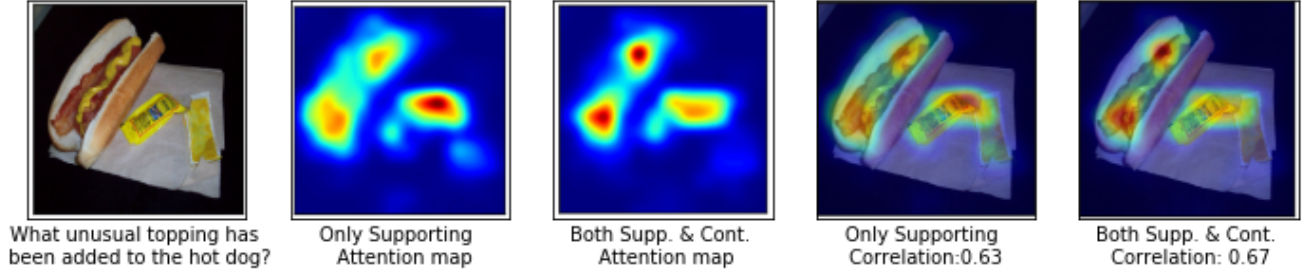 What unusual topping has
been added to the hot dog?
Only Supporting
Attention map
Both Supp. & Cont.
Attention map
Only Supporting
Correlation:0.63
Both Supp. & Cont.
Correlation: 0.67